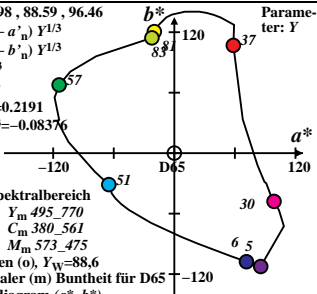 98 , 88.59 , 96.46
b*
Parame-
ter: Y
a'n) Y1/3
b'n) Y1/3
120
81
83
37
57
=0.2191
=−0.08376
a*
−120
D65
120
51
30
pektralbereich
Ym 495_770
Cm 380_561
Mm 573_475
6 5
en (o), YW=88,6
aler (m) Buntheit für D65
−120